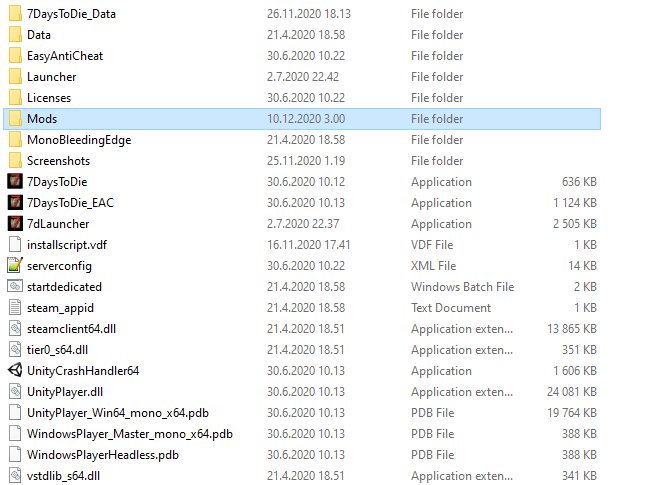 7DaysToDie_Data 26.11.2020 18.13 File folder
Data 21.4.2020 18.58 File folder
EasyAntiCheat 30.6.2020 10.22 File folder
Launcher 2.7.2020 22.42 File folder
Licenses 30.6.2020 10.22 File folder
Mods 10.12.2020 3.00 File folder
MonoBleedingEdge 21.4.2020 18.58 File folder
Screenshots 25.11.2020 1.19 File folder
7DaysToDie 30.6.2020 10.12 Application 636 KB
7DaysToDie_EAC 30.6.2020 10.13 Application 1 124 KB
7dLauncher 2.7.2020 22.37 Application 2 505 KB
installscript.vdf 16.11.2020 17.41 VDF File 1 KB
serverconfig 30.6.2020 10.22 XML File 14 KB
startdedicated 21.4.2020 18.58 Windows Batch File 2 KB
steam_appid 21.4.2020 18.58 Text Document 1 KB
steamclient64.dll 21.4.2020 18.51 Application exten... 13 865 KB
tier0_s64.dll 21.4.2020 18.51 Application exten... 351 KB
UnityCrashHandler64 30.6.2020 10.13 Application 1 606 KB
UnityPlayer.dll 30.6.2020 10.13 Application exten... 24 081 KB
UnityPlayer_Win64_mono_x64.pdb 30.6.2020 10.13 PDB File 19 764 KB
WindowsPlayer_Master_mono_x64.pdb 30.6.2020 10.13 PDB File 388 KB
WindowsPlayerHeadless.pdb 30.6.2020 10.13 PDB File 388 KB
vstdlib_s64.dll 21.4.2020 18.51 Application exten... 341 KB